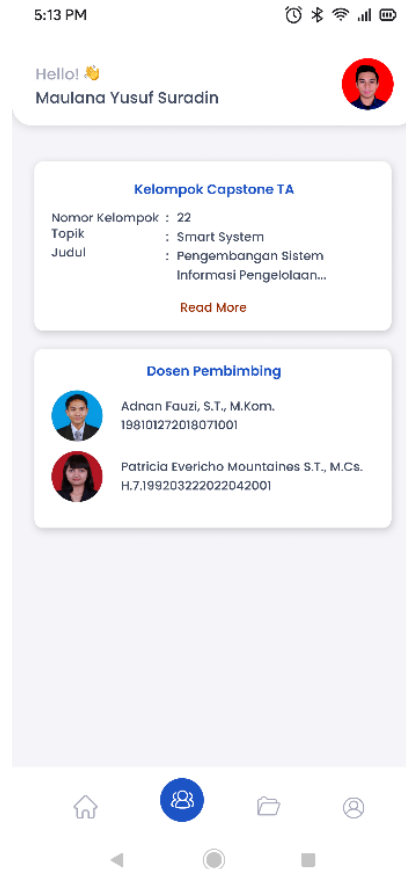 5:13 PM
Hello! 👋
Maulana Yusuf Suradin
Kelompok Capstone TA
Nomor Kelompok : 22
Topik : Smart System
Judul : Pengembangan Sistem
Informasi Pengelolaan...
Read More
Dosen Pembimbing
Adnan Fauzi, S.T., M.Kom.
198101272018071001
Patricia Evericho Mountaines S.T., M.Cs.
H.7.199203222022042001